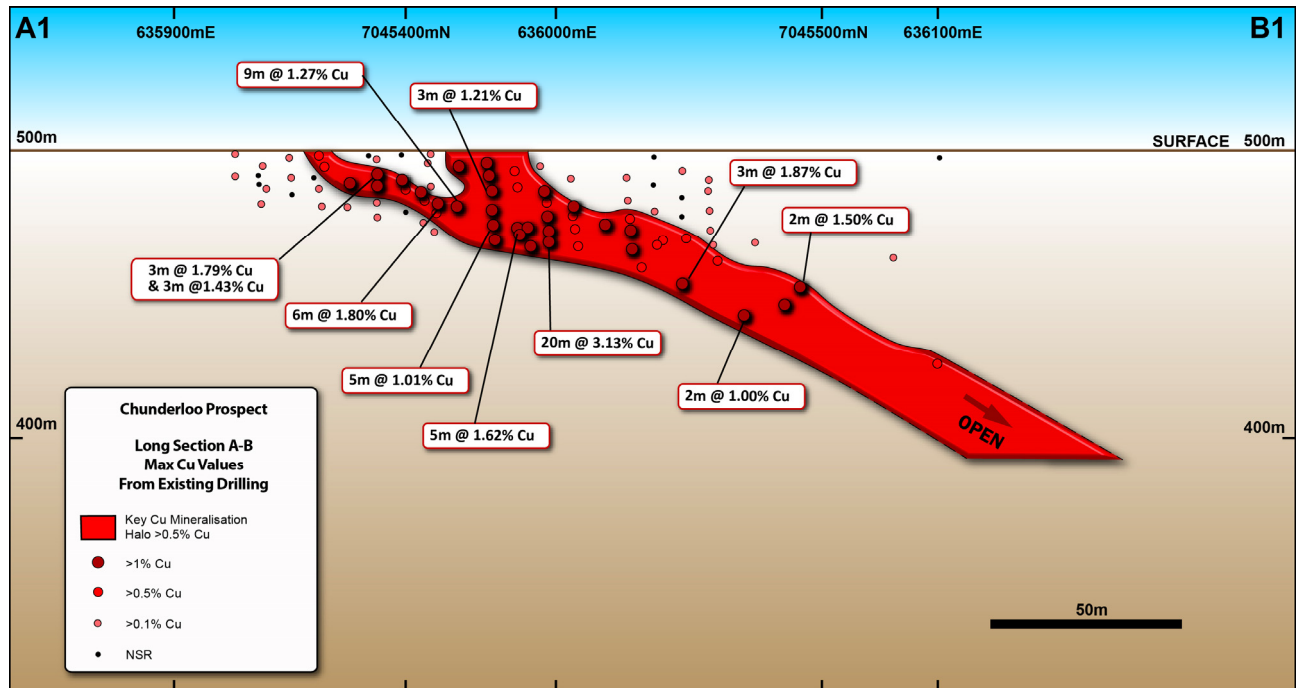 A1
B1
635900mE
7045400mN
636000mE
7045500mN
636100mE
9m @ 1.27% Cu
3m @ 1.21% Cu
500m
SURFACE
500m
3m @ 1.87% Cu
2m @ 1.50% Cu
3m @ 1.79% Cu
& 3m @1.43% Cu
6m @ 1.80% Cu
20m @ 3.13% Cu
5m @ 1.01% Cu
2m @ 1.00% Cu
5m @ 1.62% Cu
OPEN
400m
400m
Chunderloo Prospect
Long Section A-B
Max Cu Values
From Existing Drilling
Key Cu Mineralisation
Halo >0.5% Cu
>1% Cu
>0.5% Cu
>0.1% Cu
NSR
50m